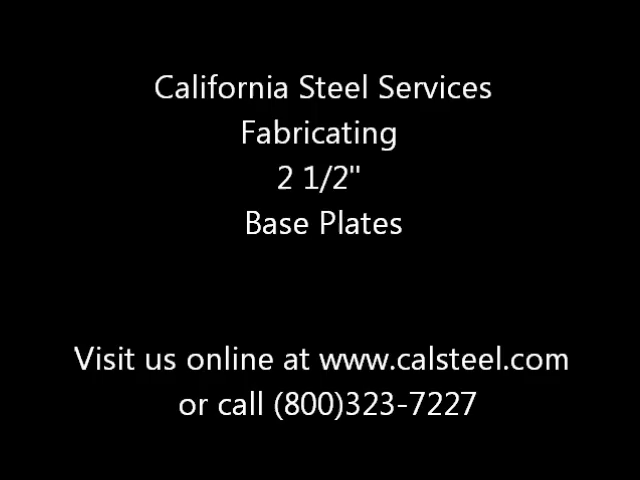 California Steel Services
Fabricating
2 1/2"
Base Plates
Visit us online at www.calsteel.com
or call (800)323-7227